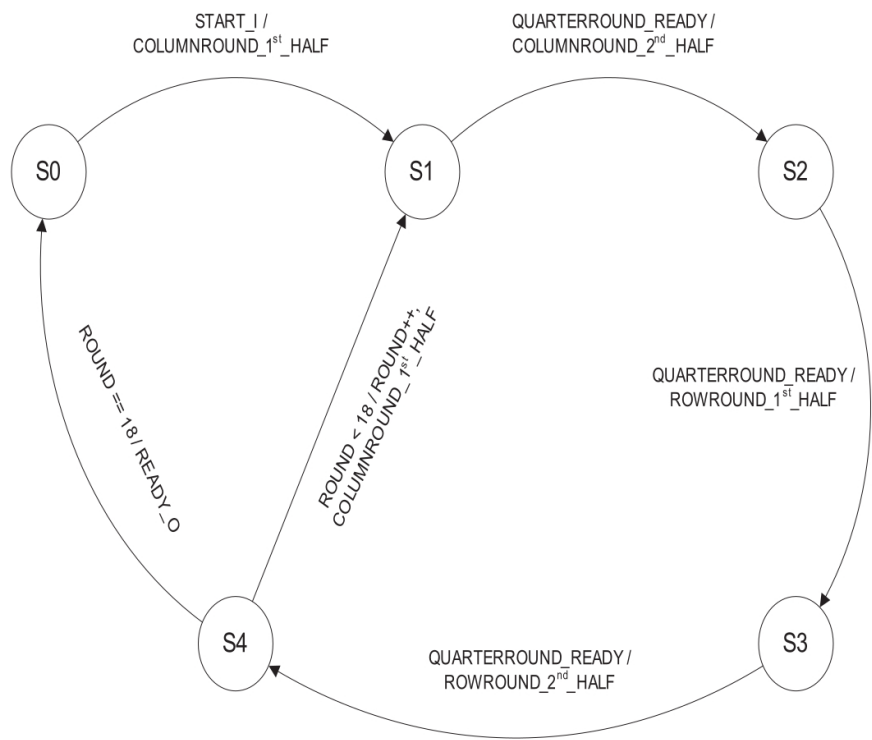 START_I /
COLUMNROUND_1st_HALF
QUARTERROUND_READY /
COLUMNROUND_2nd_HALF
S0
S1
S2
ROUND == 18 / READY_O
ROUND < 18 / ROUND++,
COLUMNROUND_1st_HALF
QUARTERROUND_READY /
ROWROUND_1st_HALF
S4
S3
QUARTERROUND_READY /
ROWROUND_2nd_HALF